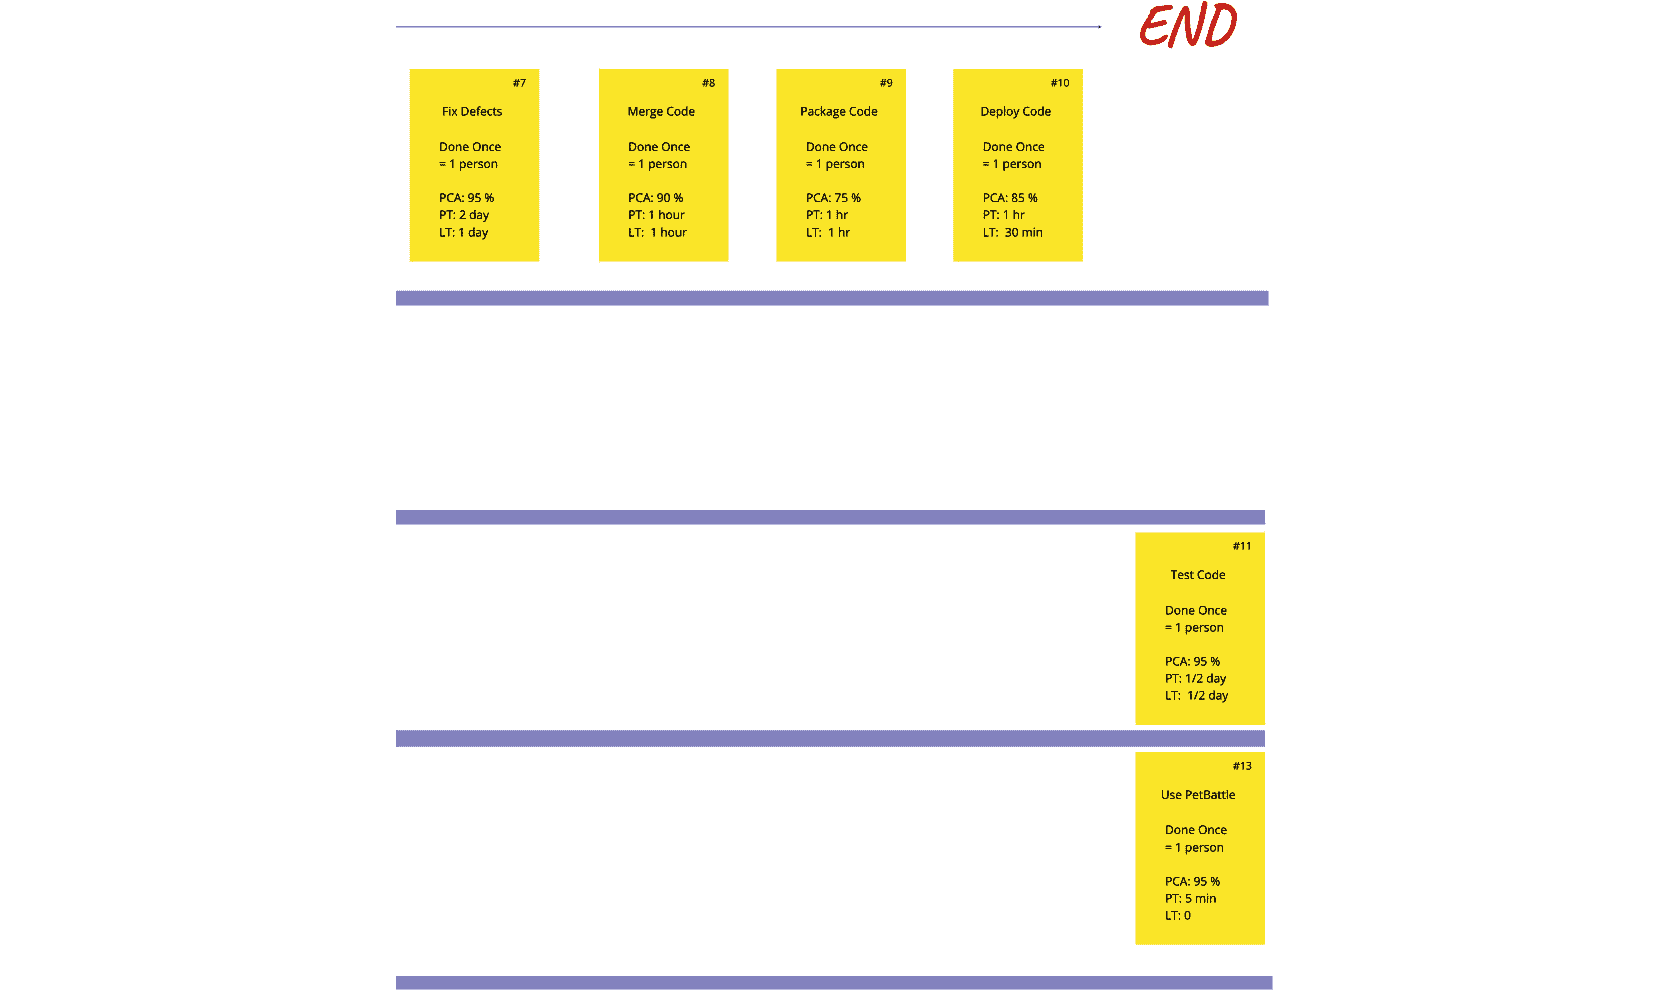 END
#7
Fix Defects
Done Once
= 1 person
PCA: 95 %
PT: 2 day
LT: 1 day
#8
Merge Code
Done Once
= 1 person
PCA: 90 %
PT: 1 hour
LT:  1 hour
#9
Package Code
Done Once
= 1 person
PCA: 75 %
PT: 1 hr
LT:  1 hr
#10
Deploy Code
Done Once
= 1 person
PCA: 85 %
PT: 1 hr
LT:  30 min
#11
Test Code
Done Once
= 1 person
PCA: 95 %
PT: 1/2 day
LT:  1/2 day
#13
Use PetBattle
Done Once
= 1 person
PCA: 95 %
PT: 5 min
LT: 0